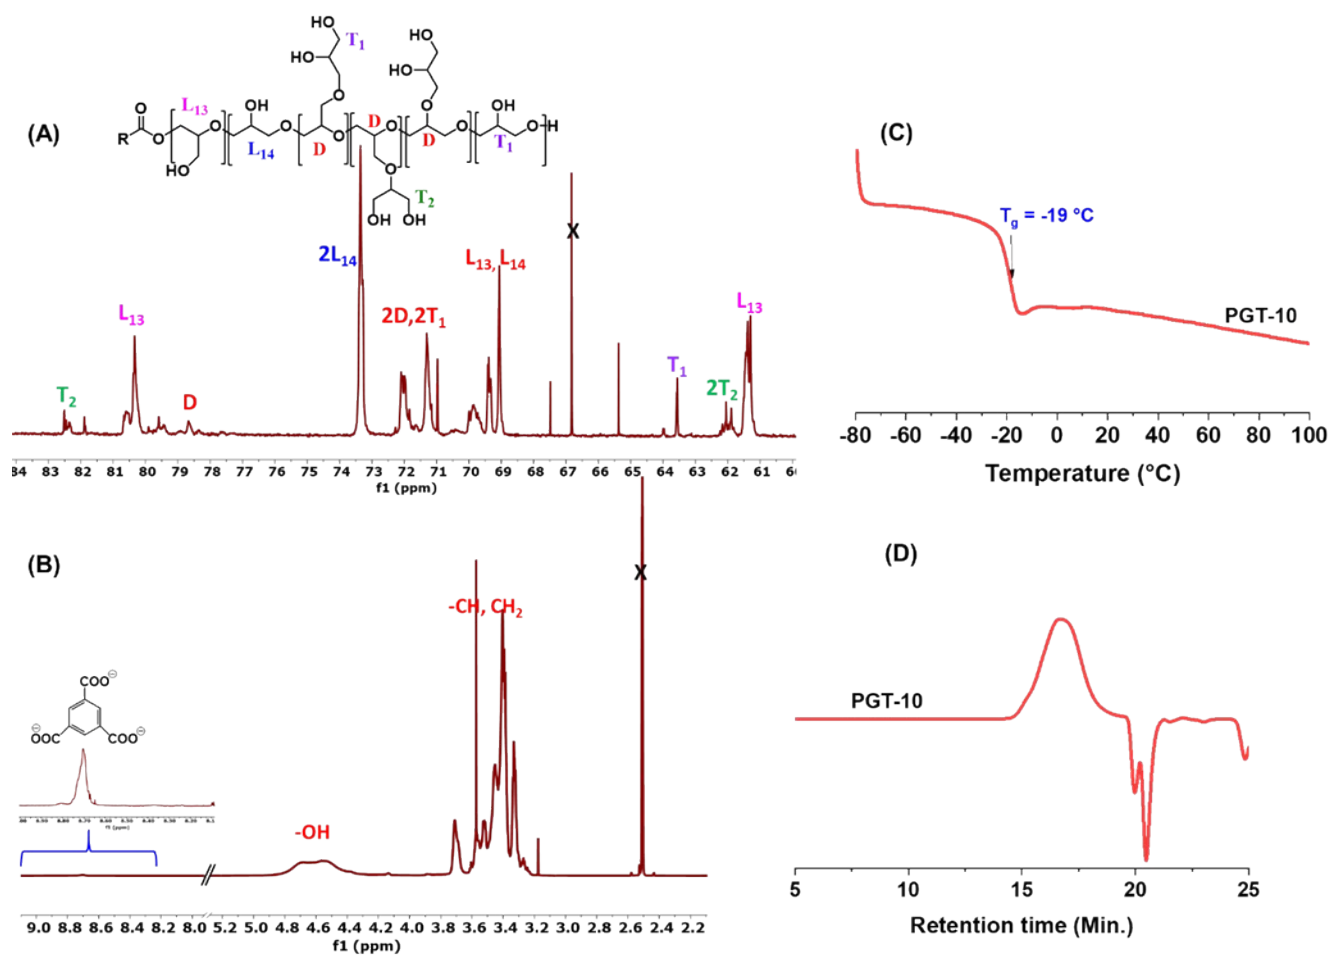 (A)
HO
HO
T1
HO
HO
L13
OH
O
R
O
O
HO
L14
O
O
D
O
D
O
O
D
O
OH
T1
O
H
O
T2
OH
OH
X
2L14
L13, L14
L13
L13
2D,2T1
T1
T2
D
2T2
84 83 82 81 80 79 78 77 76 75 74 73 72 71 70 69 68 67 66 65 64 63 62 61 60
f1 (ppm)
(B)
X
-CH, CH2
COO⊖
⊖OOC
COO⊖
f1 (ppm)
-OH
9.0 8.8 8.6 8.4 8.2 8.0 5.2 5.0 4.8 4.6 4.4 4.2 4.0 3.8 3.6 3.4 3.2 3.0 2.8 2.6 2.4 2.2
f1 (ppm)
(C)
Tg = -19 °C
PGT-10
-80 -60 -40 -20 0 20 40 60 80 100
Temperature (°C)
(D)
PGT-10
5 10 15 20 25
Retention time (Min.)